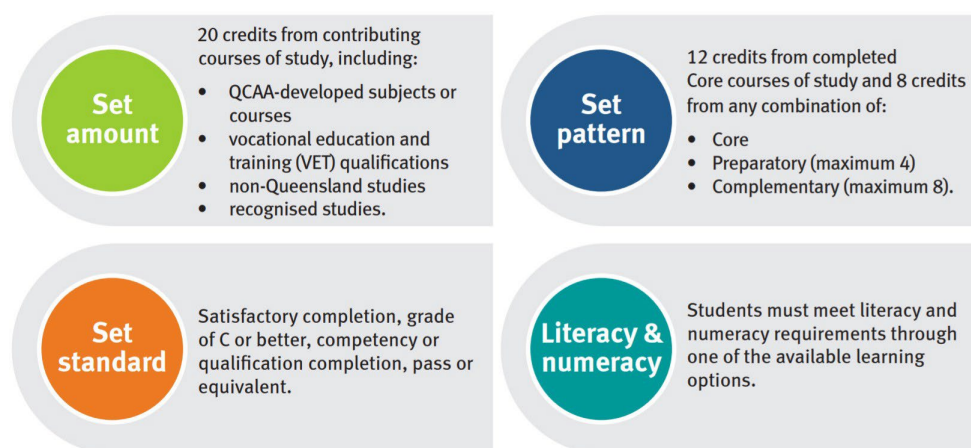 Set
amount
20 credits from contributing
courses of study, including:
• QCAA-developed subjects or
courses
• vocational education and
training (VET) qualifications
• non-Queensland studies
• recognised studies.
Set
pattern
12 credits from completed
Core courses of study and 8 credits
from any combination of:
• Core
• Preparatory (maximum 4)
• Complementary (maximum 8).
Set
standard
Satisfactory completion, grade
of C or better, competency or
qualification completion, pass or
equivalent.
Literacy &
numeracy
Students must meet literacy and
numeracy requirements through
one of the available learning
options.